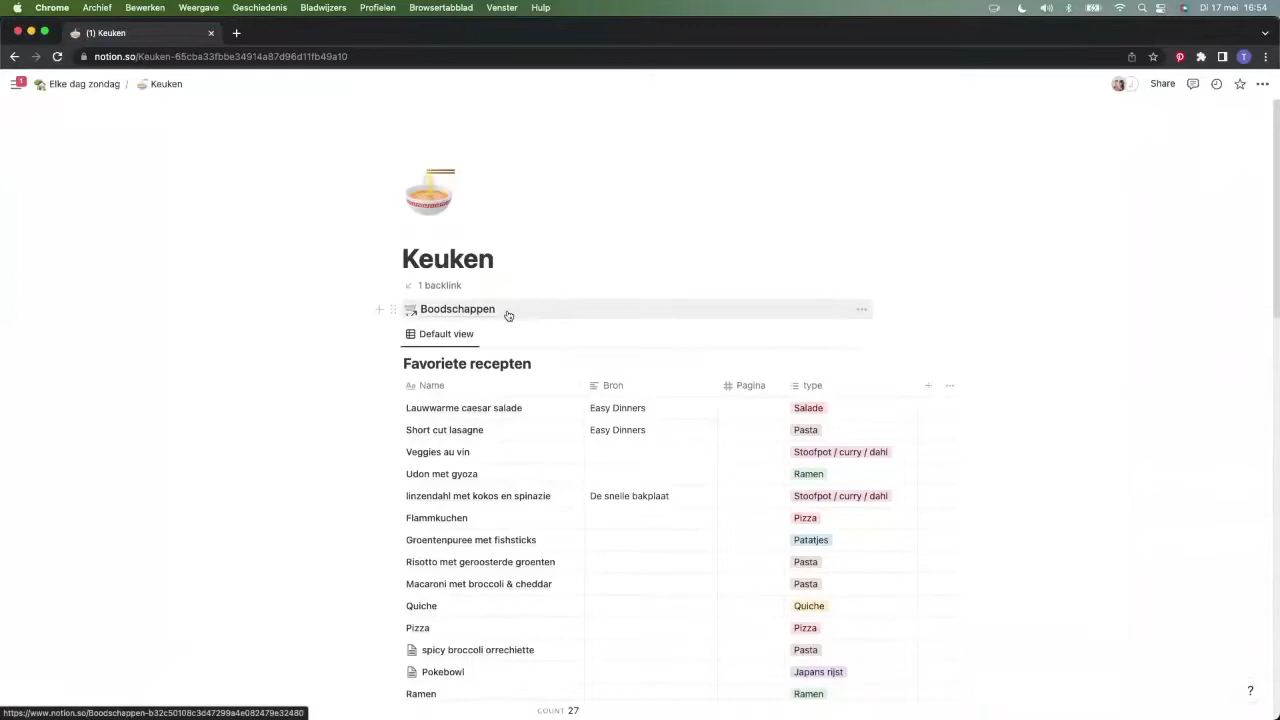 Chrome Archief Bewerken Weergave Geschiedenis Bladwijzers Profielen Browsertabblad Venster Help Di 17 mei 16:54
(1) Keuken
notion.so/Keuken-65cba33fbbe34914a87d96d11fb49a10 T
1 Elke dag zondag / Keuken J Share
Keuken
1 backlink
Boodschappen
Default view
Favoriete recepten
Aa Name Bron Pagina type
Lauwwarme caesar salade Easy Dinners Salade
Short cut lasagne Easy Dinners Pasta
Veggies au vin Stoofpot / curry / dahl
Udon met gyoza Ramen
linzendahl met kokos en spinazie De snelle bakplaat Stoofpot / curry / dahl
Flammkuchen Pizza
Groentenpuree met fishsticks Patatjes
Risotto met geroosterde groenten Pasta
Macaroni met broccoli & cheddar Pasta
Quiche Quiche
Pizza Pizza
spicy broccoli orrechiette Pasta
Pokebowl Japans rijst
Ramen Ramen
COUNT 27
?
https://www.notion.so/Boodschappen-b32c50108c3d47299a4e082479e32480